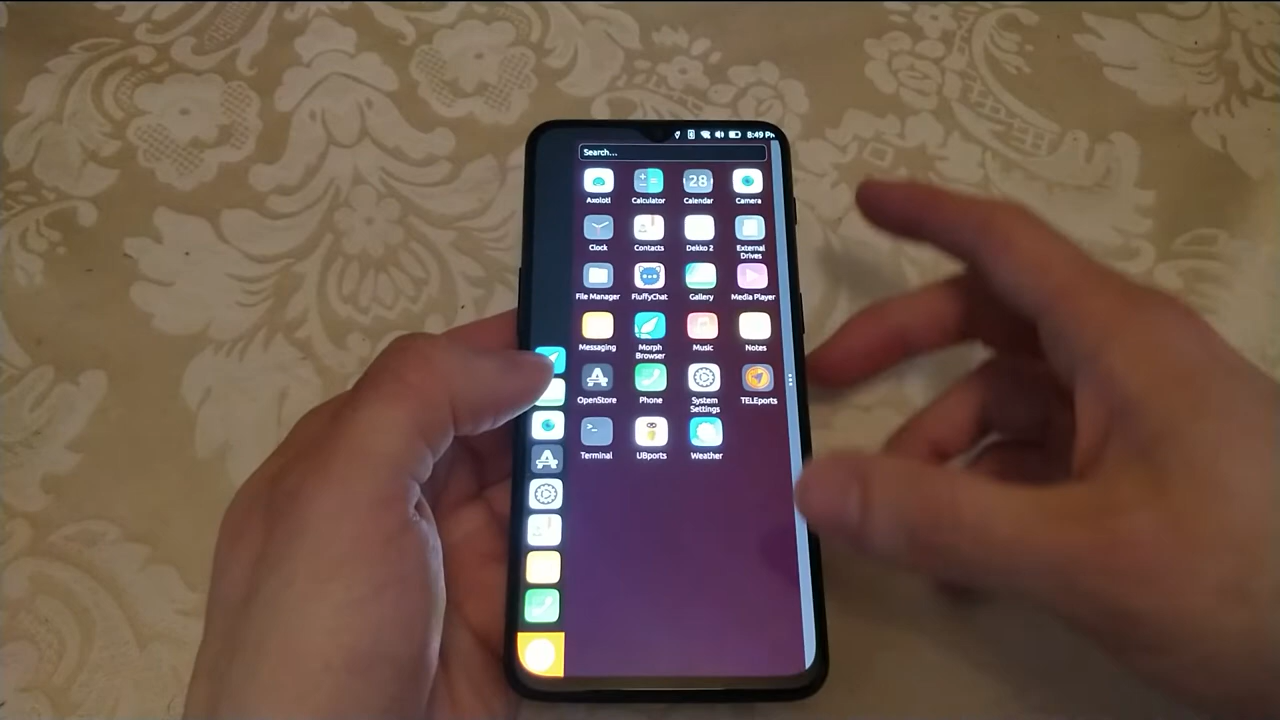 8:49 PM
Search...
Axolotl Calculator Calendar Camera
28
Clock Contacts Dekko 2 External Drives
File Manager FluffyChat Gallery Media Player
Messaging Morph Browser Music Notes
OpenStore Phone System Settings TELEports
Terminal UBports Weather